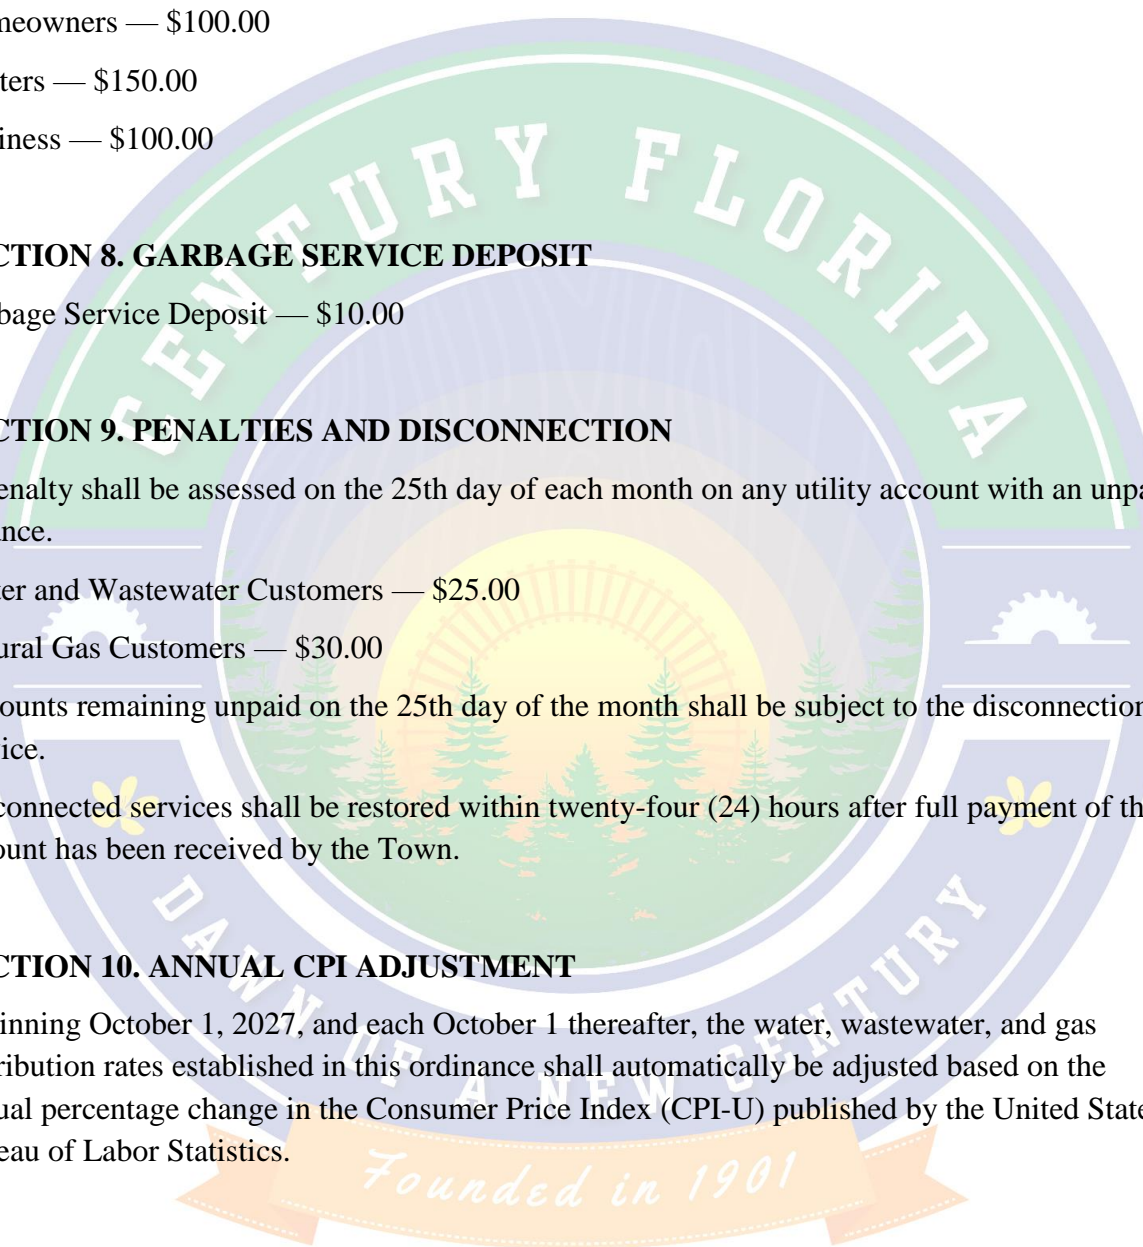 meowners — $100.00
ters — $150.00
iness — $100.00
CTION 8. GARBAGE SERVICE DEPOSIT
bage Service Deposit — $10.00
CTION 9. PENALTIES AND DISCONNECTION
enalty shall be assessed on the 25th day of each month on any utility account with an unpa
ance.
ter and Wastewater Customers — $25.00
ural Gas Customers — $30.00
ounts remaining unpaid on the 25th day of the month shall be subject to the disconnection
ice.
connected services shall be restored within twenty-four (24) hours after full payment of th
ount has been received by the Town.
CTION 10. ANNUAL CPI ADJUSTMENT
inning October 1, 2027, and each October 1 thereafter, the water, wastewater, and gas
ribution rates established in this ordinance shall automatically be adjusted based on the
ual percentage change in the Consumer Price Index (CPI-U) published by the United State
eau of Labor Statistics.
CENTURY FLORIDA
DAWN OF A NEW CENTURY
Founded in 1901